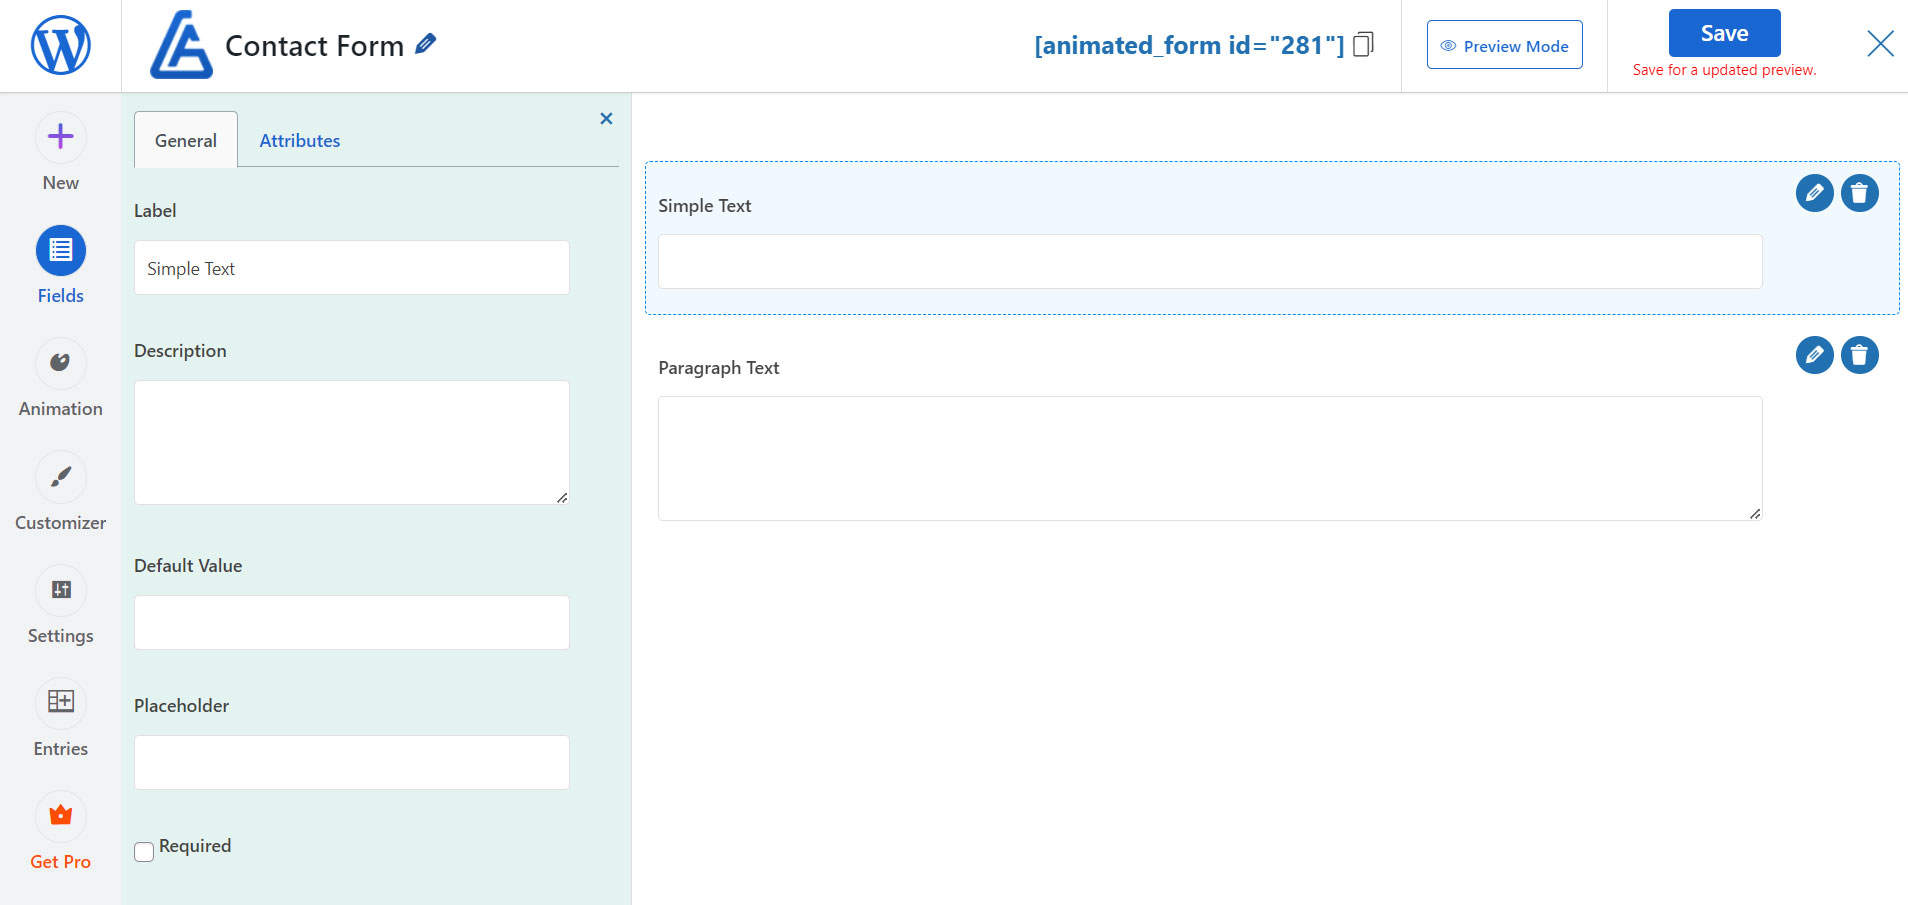 Contact Form
[animated_form id="281"]
Preview Mode
Save
Save for a updated preview.
New
Fields
Animation
Customizer
Settings
Entries
Get Pro
General
Attributes
Label
Simple Text
Description
Default Value
Placeholder
Required
Simple Text
Paragraph Text